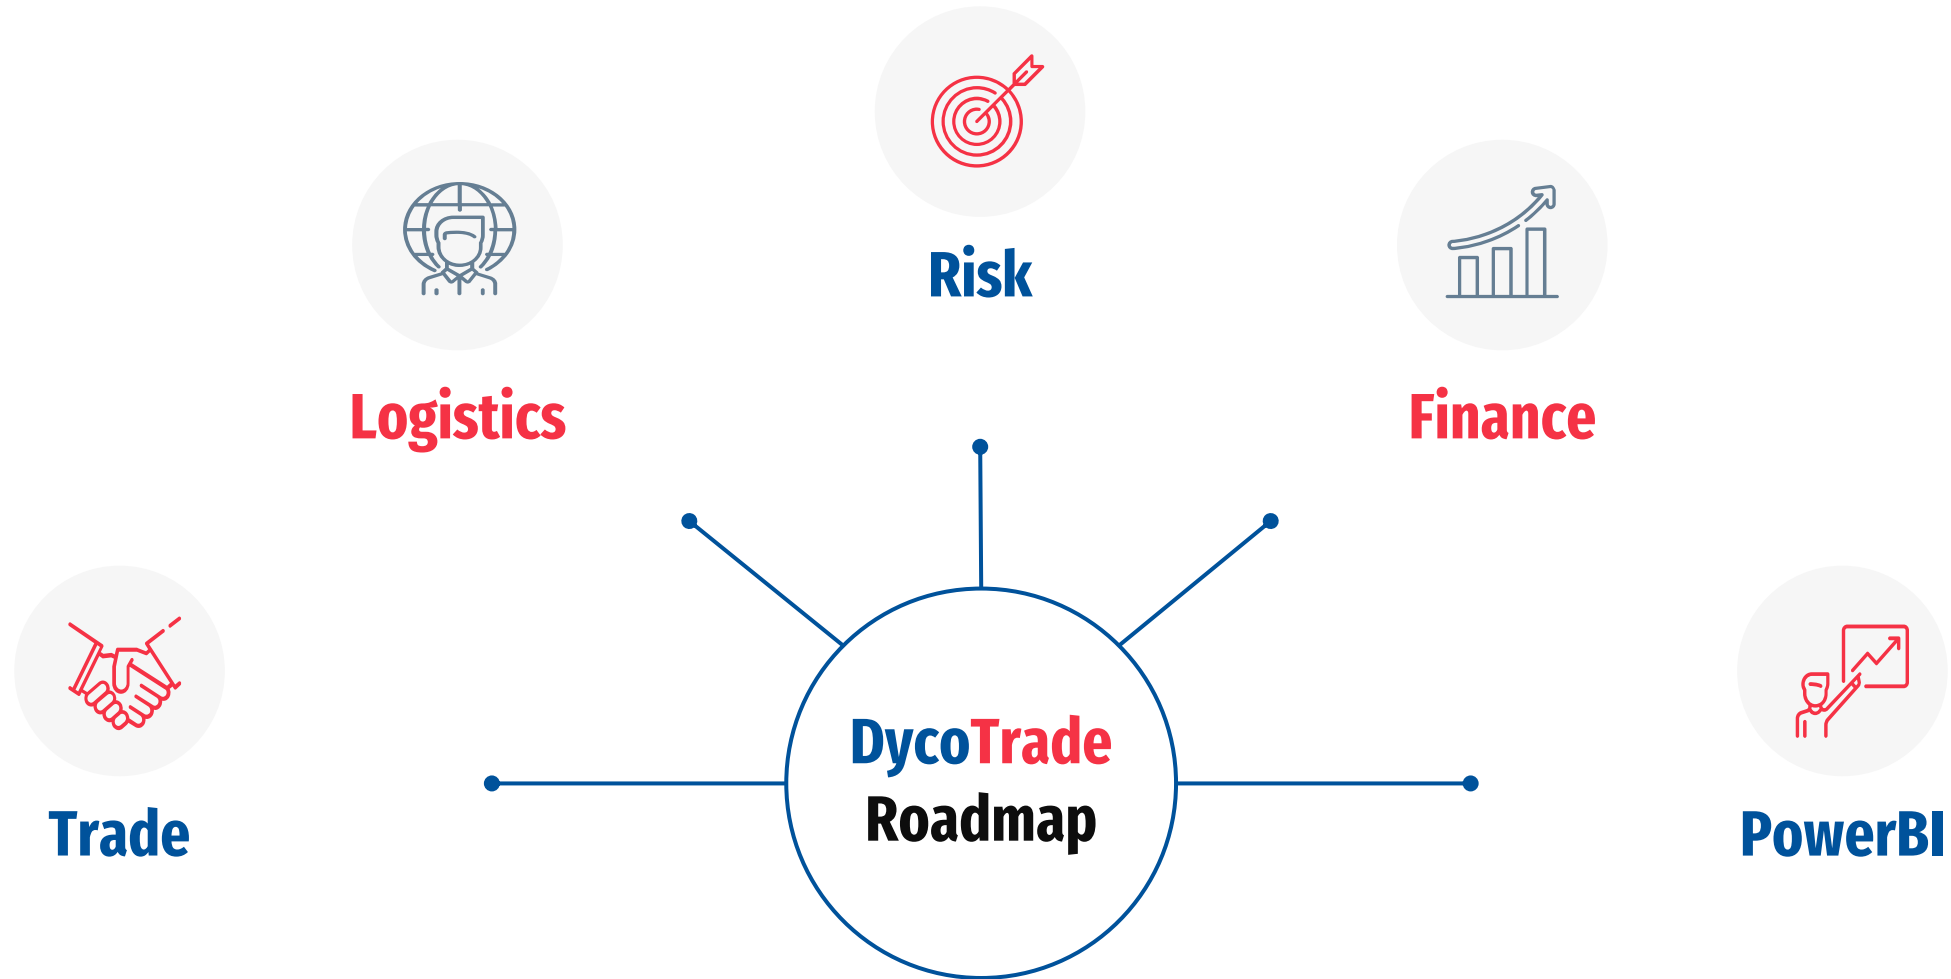 Risk
Logistics
Finance
Trade
DycoTrade
Roadmap
PowerBI